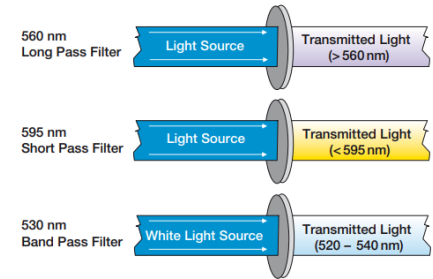 560 nm
Long Pass Filter
Light Source
Transmitted Light
(> 560 nm)
595 nm
Short Pass Filter
Light Source
Transmitted Light
(< 595 nm)
530 nm
Band Pass Filter
White Light Source
Transmitted Light
(520 – 540 nm)